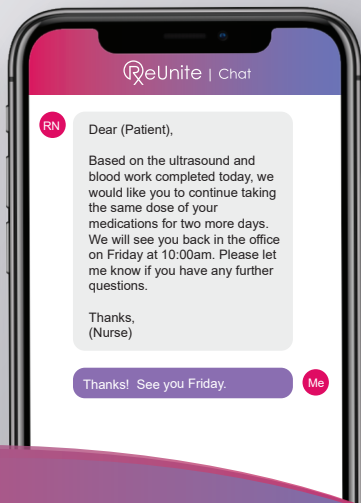 ReUnite | Chat
RN
Dear (Patient),
Based on the ultrasound and
blood work completed today, we
would like you to continue taking
the same dose of your
medications for two more days.
We will see you back in the office
on Friday at 10:00am. Please let
me know if you have any further
questions.
Thanks,
(Nurse)
Thanks!  See you Friday.
Me